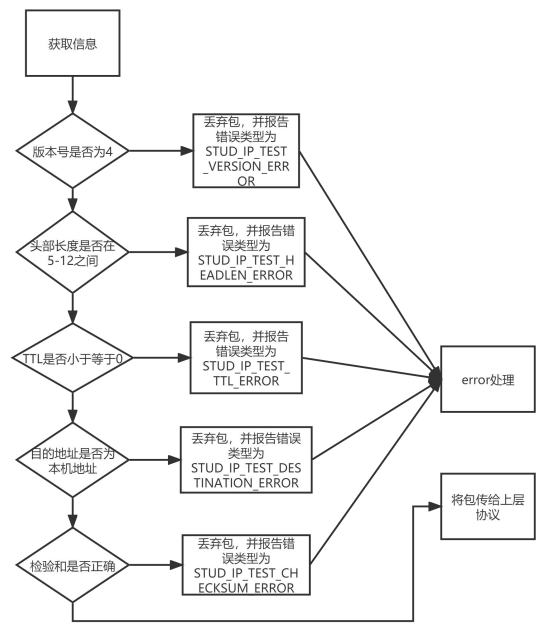 获取信息
版本号是否为4
丢弃包，并报告
错误类型为
STUD_IP_TEST
_VERSION_ERR
OR
头部长度是否在
5-12之间
丢弃包，并报告错
误类型为
STUD_IP_TEST_H
EADLEN_ERROR
TTL是否小于等于0
丢弃包，并报告
错误类型为
STUD_IP_TEST_
TTL_ERROR
error处理
目的地址是否为
本机地址
丢弃包，并报告错误
类型为
STUD_IP_TEST_DES
TINATION_ERROR
将包传给上层
协议
检验和是否正确
丢弃包，并报告错
误类型为
STUD_IP_TEST_CH
ECKSUM_ERROR